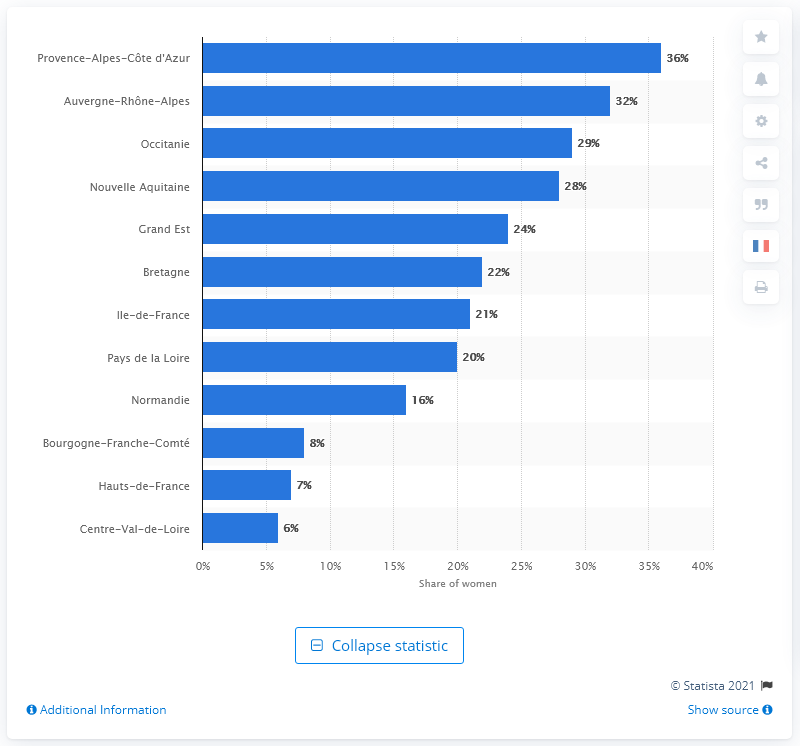 Provence-Alpes-Côte d'Azur 36%
Auvergne-Rhône-Alpes 32%
Occitanie 29%
Nouvelle Aquitaine 28%
Grand Est 24%
Bretagne 22%
Ile-de-France 21%
Pays de la Loire 20%
Normandie 16%
Bourgogne-Franche-Comté 8%
Hauts-de-France 7%
Centre-Val-de-Loire 6%
0% 5% 10% 15% 20% 25% 30% 35% 40%
Share of women
Collapse statistic
© Statista 2021
Additional Information Show source